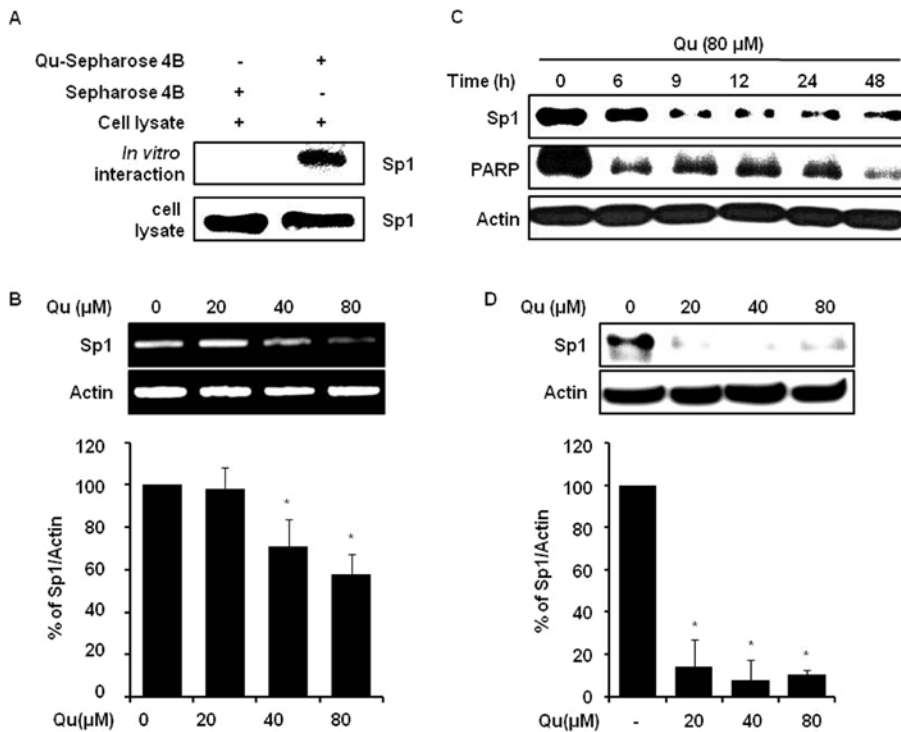 A
Qu-Sepharose 4B - +
Sepharose 4B + -
Cell lysate + +
In vitro
interaction
Sp1
cell
lysate
Sp1
B
Qu (µM) 0 20 40 80
Sp1
Actin
% of Sp1/Actin
120
100
80
60
40
20
0
*
*
Qu(µM) 0 20 40 80
C
Qu (80 µM)
Time (h) 0 6 9 12 24 48
Sp1
PARP
Actin
D
Qu (µM) 0 20 40 80
Sp1
Actin
% of Sp1/Actin
120
100
80
60
40
20
0
*
*
*
Qu(µM) - 20 40 80